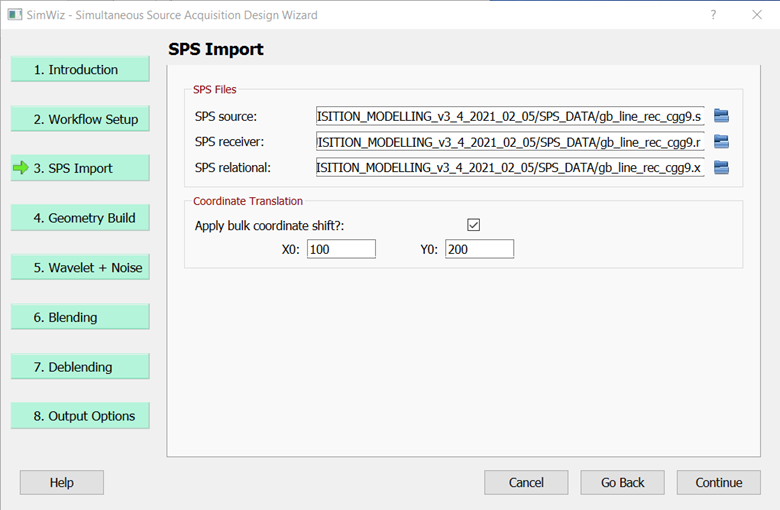 SimWiz - Simultaneous Source Acquisition Design Wizard
SPS Import
1. Introduction
2. Workflow Setup
3. SPS Import
4. Geometry Build
5. Wavelet + Noise
6. Blending
7. Deblending
8. Output Options
SPS Files
SPS source: ISITION_MODELLING_v3_4_2021_02_05/SPS_DATA/gb_line_rec_cgg9.s
SPS receiver: ISITION_MODELLING_v3_4_2021_02_05/SPS_DATA/gb_line_rec_cgg9.r
SPS relational: ISITION_MODELLING_v3_4_2021_02_05/SPS_DATA/gb_line_rec_cgg9.x
Coordinate Translation
Apply bulk coordinate shift?:
X0: 100 Y0: 200
Help Cancel Go Back Continue